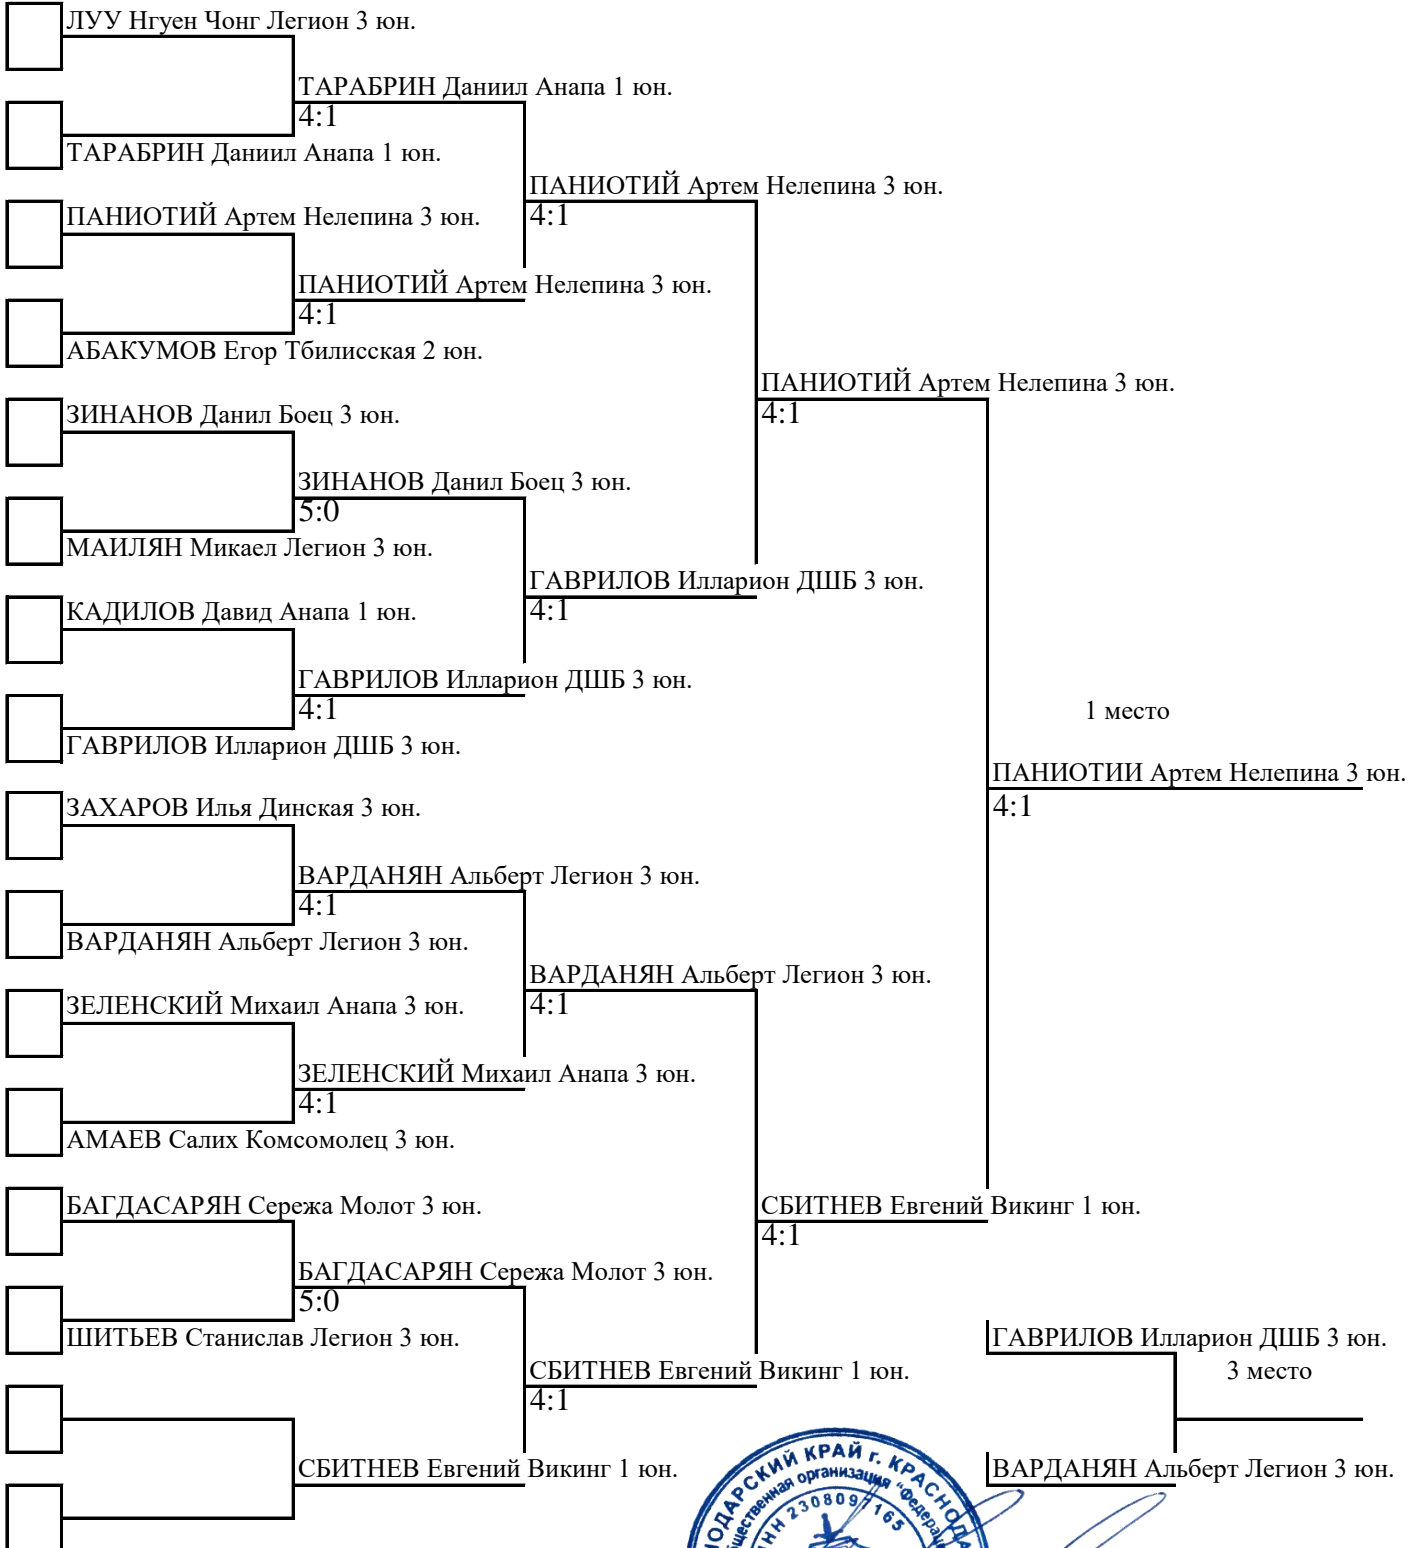 ЛУУ Нгуен Чонг Легион 3 юн.
ТАРАБРИН Даниил Анапа 1 юн.
4:1
ТАРАБРИН Даниил Анапа 1 юн.
ПАНИОТИЙ Артем Нелепина 3 юн.
4:1
ПАНИОТИЙ Артем Нелепина 3 юн.
ПАНИОТИЙ Артем Нелепина 3 юн.
4:1
АБАКУМОВ Егор Тбилисская 2 юн.
ПАНИОТИЙ Артем Нелепина 3 юн.
4:1
ЗИНАНОВ Данил Боец 3 юн.
ЗИНАНОВ Данил Боец 3 юн.
5:0
МАИЛЯН Микаел Легион 3 юн.
ГАВРИЛОВ Илларион ДШБ 3 юн.
4:1
КАДИЛОВ Давид Анапа 1 юн.
ГАВРИЛОВ Илларион ДШБ 3 юн.
4:1
1 место
ГАВРИЛОВ Илларион ДШБ 3 юн.
ПАНИОТИИ Артем Нелепина 3 юн.
4:1
ЗАХАРОВ Илья Динская 3 юн.
ВАРДАНЯН Альберт Легион 3 юн.
4:1
ВАРДАНЯН Альберт Легион 3 юн.
ВАРДАНЯН Альберт Легион 3 юн.
4:1
ЗЕЛЕНСКИЙ Михаил Анапа 3 юн.
ЗЕЛЕНСКИЙ Михаил Анапа 3 юн.
4:1
АМАЕВ Салих Комсомолец 3 юн.
БАГДАСАРЯН Сережа Молот 3 юн.
СБИТНЕВ Евгений Викинг 1 юн.
4:1
БАГДАСАРЯН Сережа Молот 3 юн.
5:0
ШИТЬЕВ Станислав Легион 3 юн.
ГАВРИЛОВ Илларион ДШБ 3 юн.
СБИТНЕВ Евгений Викинг 1 юн.
4:1
3 место
СБИТНЕВ Евгений Викинг 1 юн.
ВАРДАНЯН Альберт Легион 3 юн.
НОДАРСКИЙ КРАЙ г. КРАСНОДА
бщественная организация "Федерац
ИНН 2308097165